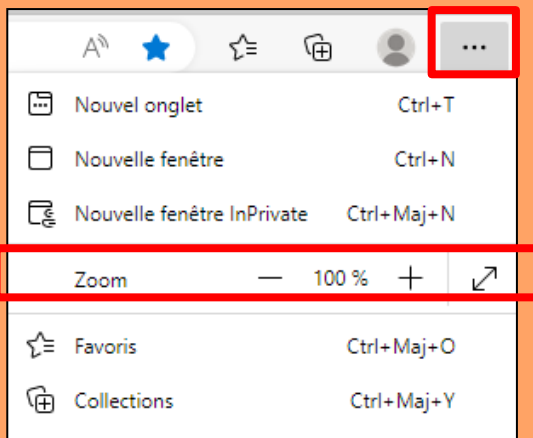 A
Nouvel onglet Ctrl+T
Nouvelle fenêtre Ctrl+N
Nouvelle fenêtre InPrivate Ctrl+Maj+N
Zoom — 100 % +
Favoris Ctrl+Maj+O
Collections Ctrl+Maj+Y